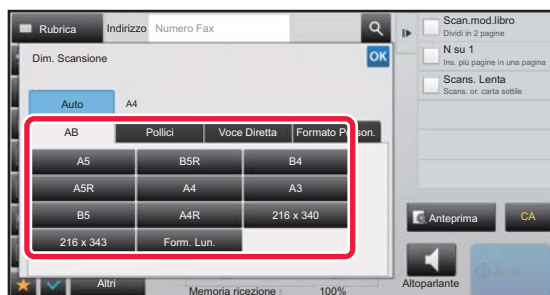 Rubrica
Indirizzo Numero Fax
Dim. Scansione
OK
Auto A4
AB Pollici Voce Diretta Formato Person.
A5 B5R B4
A5R A4 A3
B5 A4R 216 x 340
216 x 343 Form. Lun.
Altri
Memoria ricezione : 100%
Scan.mod.libro
Dividi in 2 pagine
N su 1
Ins. più pagine in una pagina
Scans. Lenta
Scans. or. carta sottile
Anteprima CA
Altoparlante
Avvio